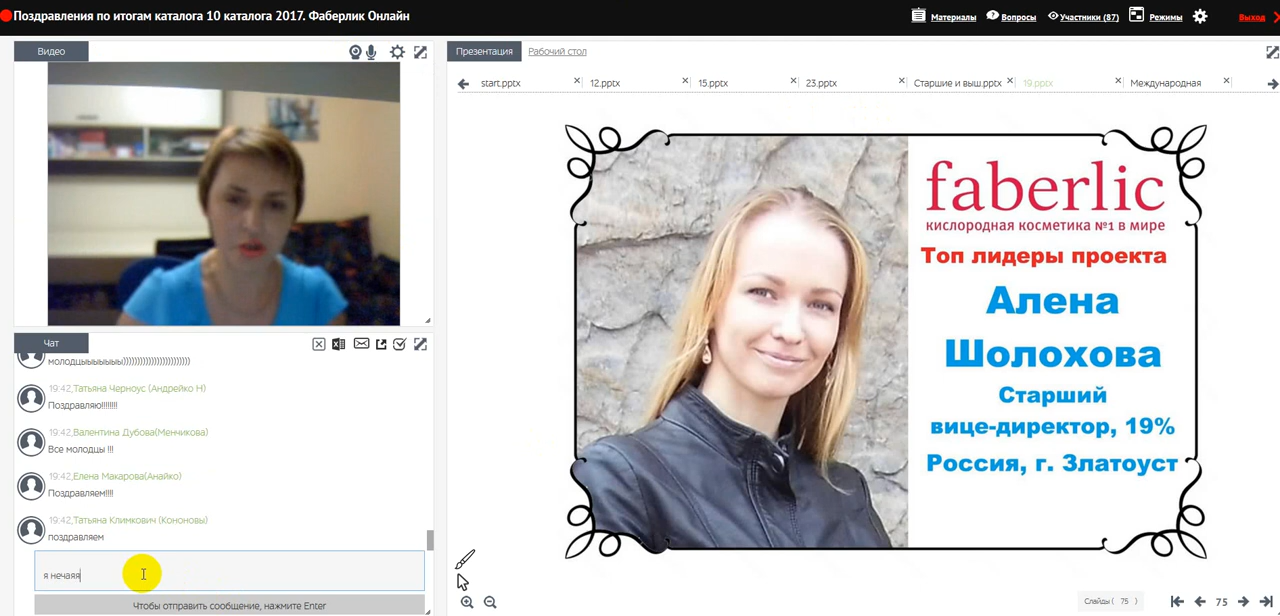 Поздравления по итогам каталога 10 каталога 2017. Фаберлик Онлайн
Материалы
Вопросы
Участники (87)
Режимы
Выход
Видео
Презентация
Рабочий стол
start.pptx
12.pptx
15.pptx
23.pptx
Старшие и выш.pptx
19.pptx
Международная
faberlic
кислородная косметика №1 в мире
Топ лидеры проекта
Алена
Шолохова
Старший
вице-директор, 19%
Россия, г. Златоуст
Чат
молодцыыыыыы))))))))))))))))))))))))
19:42,Татьяна Черноус (Андрейко Н)
Поздравляю!!!!!!!!
19:42,Валентина Дубова(Менчикова)
Все молодцы !!!
19:42,Елена Макарова(Анайко)
Поздравляем!!!!
19:42,Татьяна Климкович (Кононовы)
поздравляем
я нечаяя
Чтобы отправить сообщение, нажмите Enter
Слайды ( 75 )
75